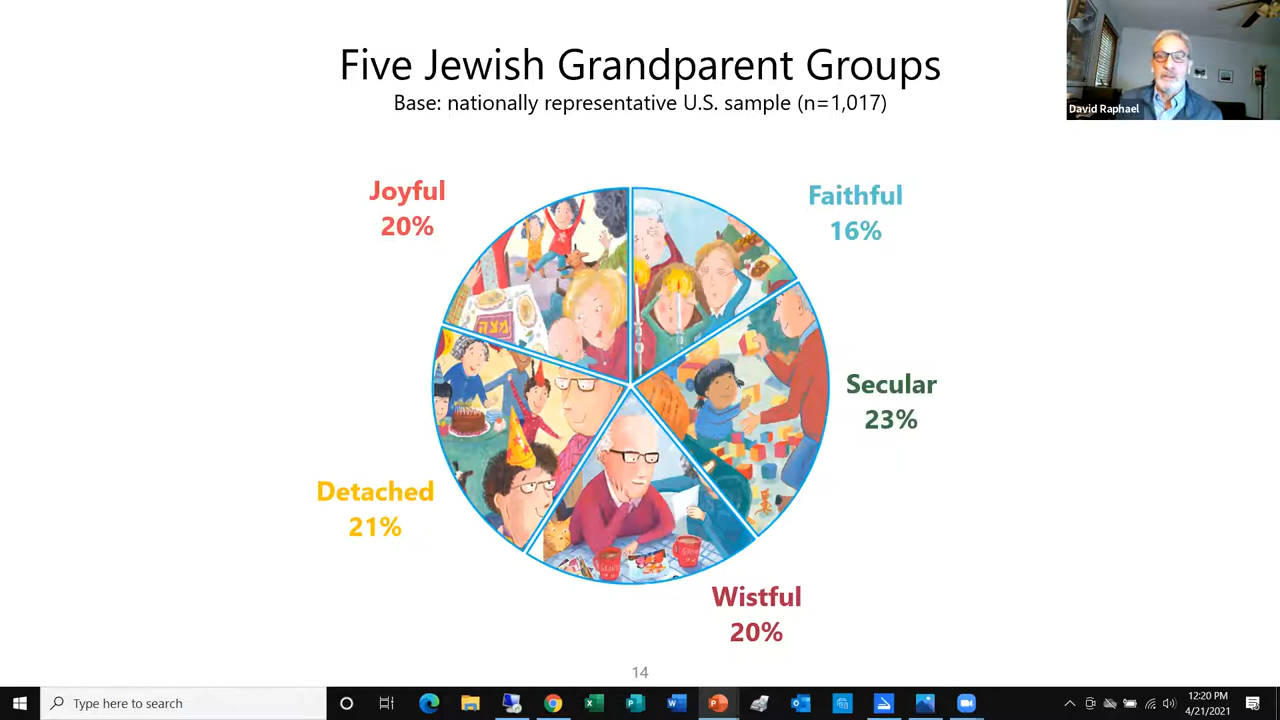 Five Jewish Grandparent Groups
Base: nationally representative U.S. sample (n=1,017)
David Raphael
Joyful
20%
Faithful
16%
מצה
Secular
23%
Detached
21%
Wistful
20%
14
Type here to search
12:20 PM
4/21/2021